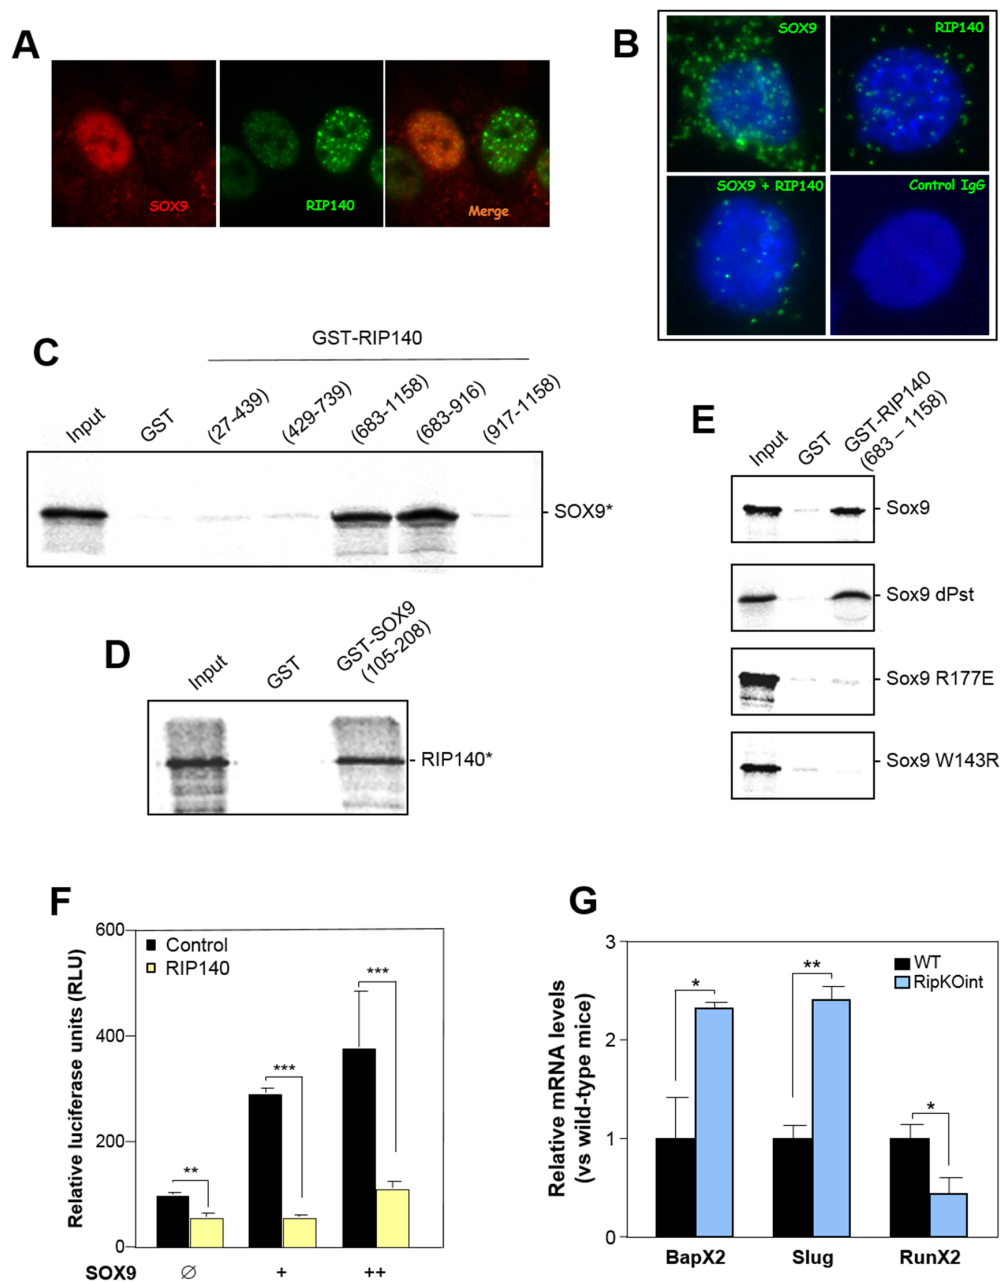 A
SOX9
RIP140
Merge
B
SOX9
RIP140
SOX9 + RIP140
Control IgG
C
GST-RIP140
Input
GST
(27-439)
(429-739)
(683-1158)
(683-916)
(917-1158)
SOX9*
D
Input
GST
GST-SOX9
(105-208)
RIP140*
E
Input
GST
GST-RIP140
(683 – 1158)
Sox9
Sox9 dPst
Sox9 R177E
Sox9 W143R
F
Relative luciferase units (RLU)
600
400
200
0
Control
RIP140
**
***
***
SOX9 ∅ + ++
G
Relative mRNA levels
(vs wild-type mice)
3
2
1
0
WT
RipKOint
*
**
*
BapX2 Slug RunX2